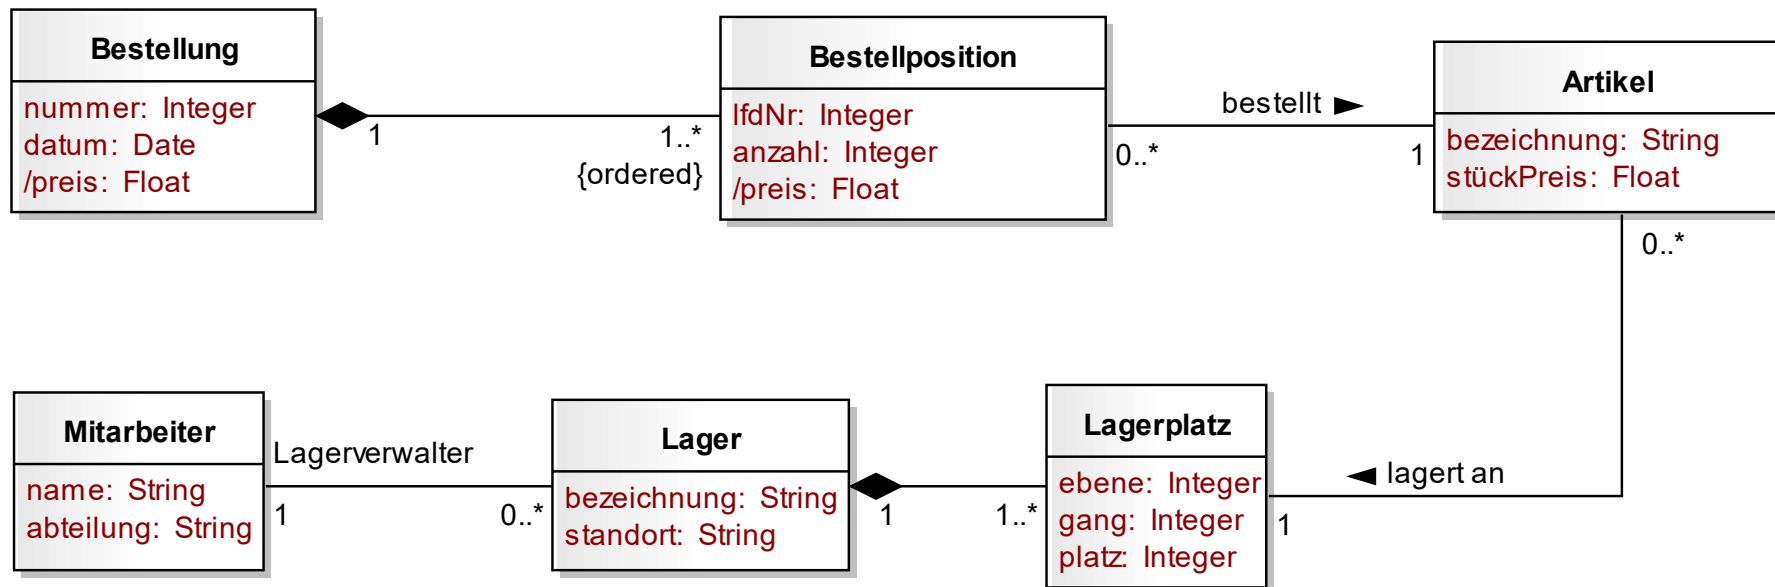 Bestellung
nummer: Integer
datum: Date
/preis: Float
1
1..*
{ordered}
Bestellposition
lfdNr: Integer
anzahl: Integer
/preis: Float
bestellt ►
0..*
1
Artikel
bezeichnung: String
stückPreis: Float
0..*
Mitarbeiter
name: String
abteilung: String
Lagerverwalter
1
0..*
Lager
bezeichnung: String
standort: String
1
1..*
Lagerplatz
ebene: Integer
gang: Integer
platz: Integer
◄ lagert an
1